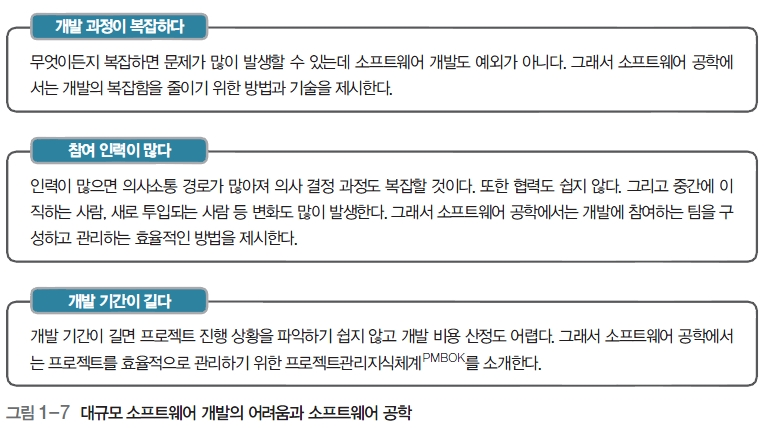 개발 과정이 복잡하다
무엇이든지 복잡하면 문제가 많이 발생할 수 있는데 소프트웨어 개발도 예외가 아니다. 그래서 소프트웨어 공학에
서는 개발의 복잡함을 줄이기 위한 방법과 기술을 제시한다.
참여 인력이 많다
인력이 많으면 의사소통 경로가 많아져 의사 결정 과정도 복잡할 것이다. 또한 협력도 쉽지 않다. 그리고 중간에 이
직하는 사람, 새로 투입되는 사람 등 변화도 많이 발생한다. 그래서 소프트웨어 공학에서는 개발에 참여하는 팀을 구
성하고 관리하는 효율적인 방법을 제시한다.
개발 기간이 길다
개발 기간이 길면 프로젝트 진행 상황을 파악하기 쉽지 않고 개발 비용 산정도 어렵다. 그래서 소프트웨어 공학에서
는 프로젝트를 효율적으로 관리하기 위한 프로젝트관리지식체계PMBOK를 소개한다.
그림 1-7 대규모 소프트웨어 개발의 어려움과 소프트웨어 공학